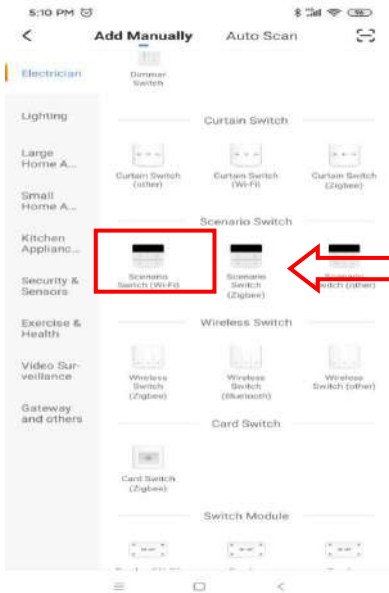 5:10 PM
Add Manually Auto Scan
Electrician
Dimmer
Switch
Lighting
Curtain Switch
Large
Home A...
Curtain Switch
(other)
Curtain Switch
(Wi-Fi)
Curtain Switch
(Zigbee)
Small
Home A...
Scenario Switch
Kitchen
Applianc...
Scenario
Switch (Wi-Fi)
Scenario
Switch
(Zigbee)
Switch (other)
Security &
Sensors
Exercise &
Health
Wireless Switch
Video Sur-
veillance
Wireless
Switch
(Zigbee)
Wireless
Switch
(Bluetooth)
Wireless
Switch (other)
Gateway
and others
Card Switch
Card Switch
(Zigbee)
Switch Module